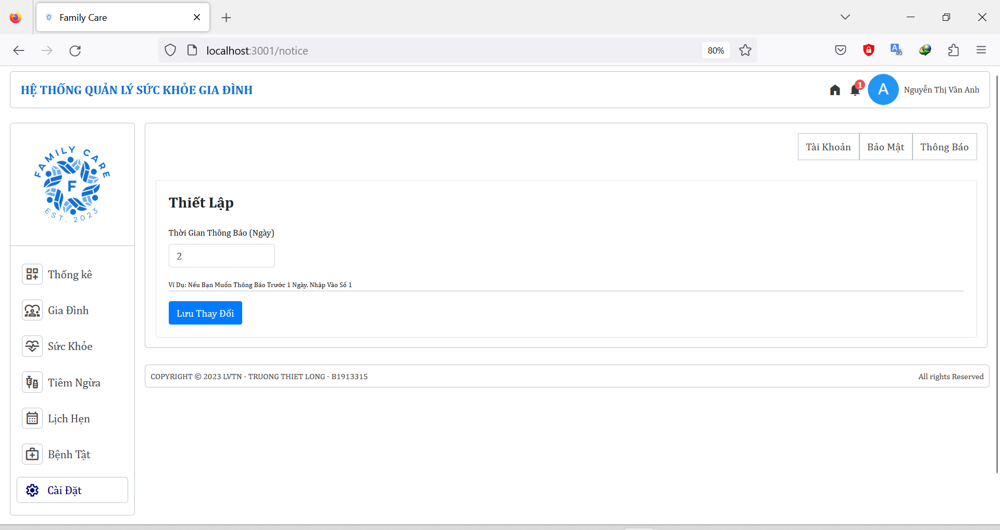 Family Care
localhost:3001/notice
80%
HỆ THỐNG QUẢN LÝ SỨC KHỎE GIA ĐÌNH
1
A
Nguyễn Thị Vân Anh
FAMILY CARE
F
EST. 2023
Tài Khoản
Bảo Mật
Thông Báo
Thiết Lập
Thời Gian Thông Báo (Ngày)
2
Ví Dụ: Nếu Bạn Muốn Thông Báo Trước 1 Ngày. Nhập Vào Số 1
Lưu Thay Đổi
Thống kê
Gia Đình
Sức Khỏe
Tiêm Ngừa
Lịch Hẹn
Bệnh Tật
Cài Đặt
COPYRIGHT © 2023 LVTN - TRUONG THIET LONG - B1913315
All rights Reserved